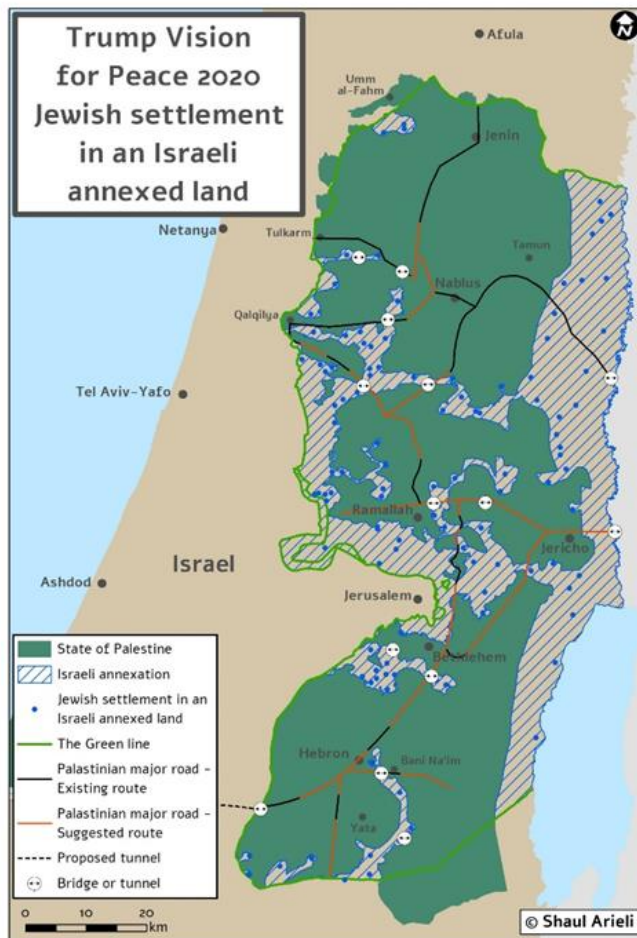 Trump Vision
for Peace 2020
Jewish settlement
in an Israeli
annexed land
N
Afula
Umm
al-Fahm
Jenin
Netanya
Tulkarm
Tamun
Nablus
Qalqilya
Tel Aviv-Yafo
Ramallah
Jericho
Israel
Ashdod
Jerusalem
Bethlehem
Hebron
Bani Na'im
Yata
State of Palestine
Israeli annexation
Jewish settlement in an
Israeli annexed land
The Green line
Palastinian major road -
Existing route
Palastinian major road -
Suggested route
Proposed tunnel
Bridge or tunnel
0 10 20
km
© Shaul Arieli